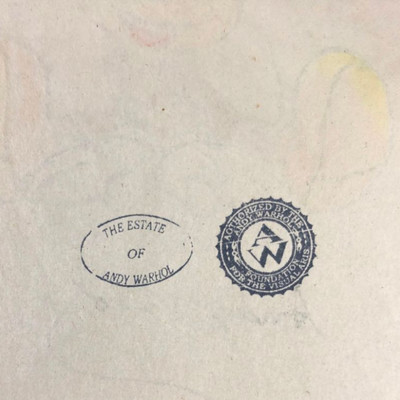 THE ESTATE
OF
ANDY WARHOL
AUTHORIZED BY THE
ANDY WARHOL
FOUNDATION
FOR THE VISUAL ARTS